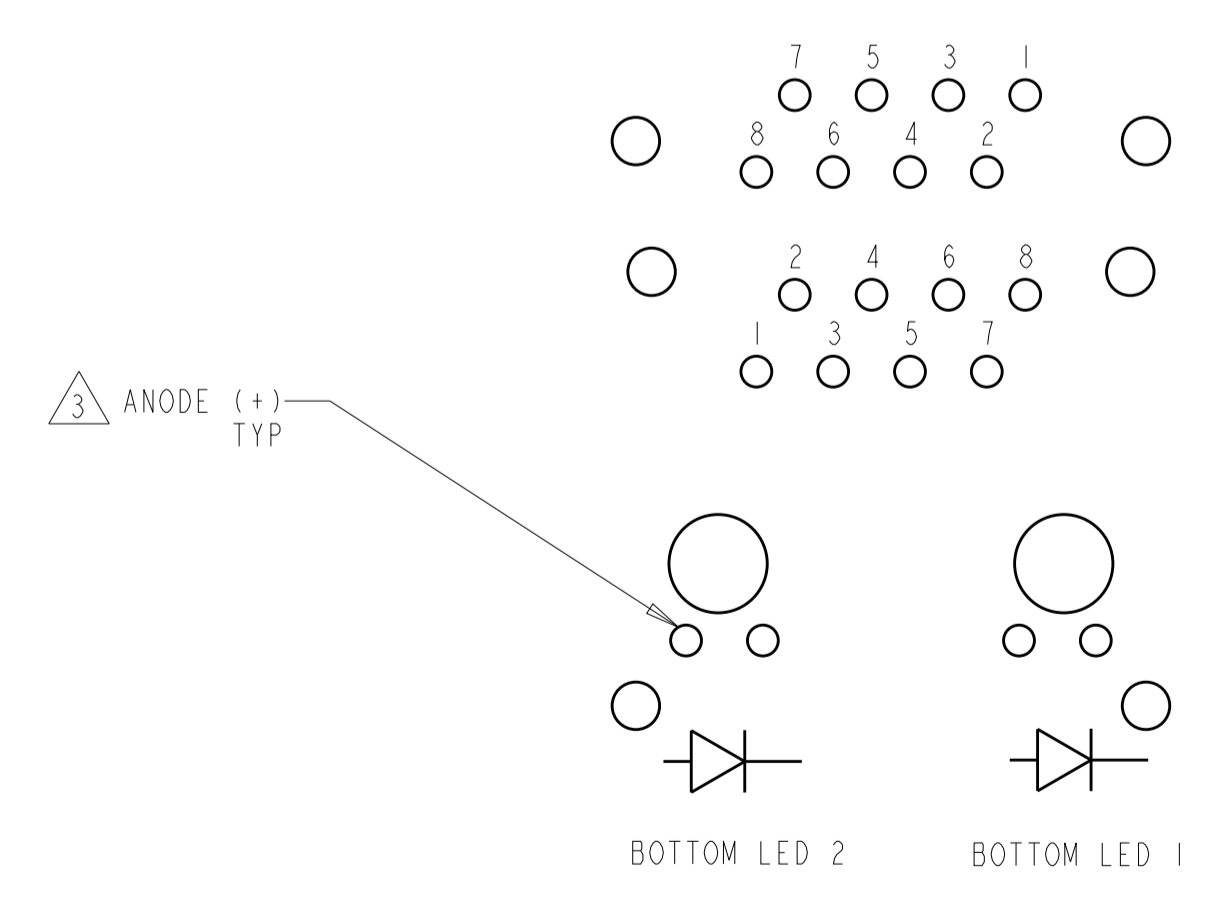 7 5 3 1
8 6 4 2
2 4 6 8
1 3 5 7
3 ANODE (+)
TYP
BOTTOM LED 2
BOTTOM LED 1